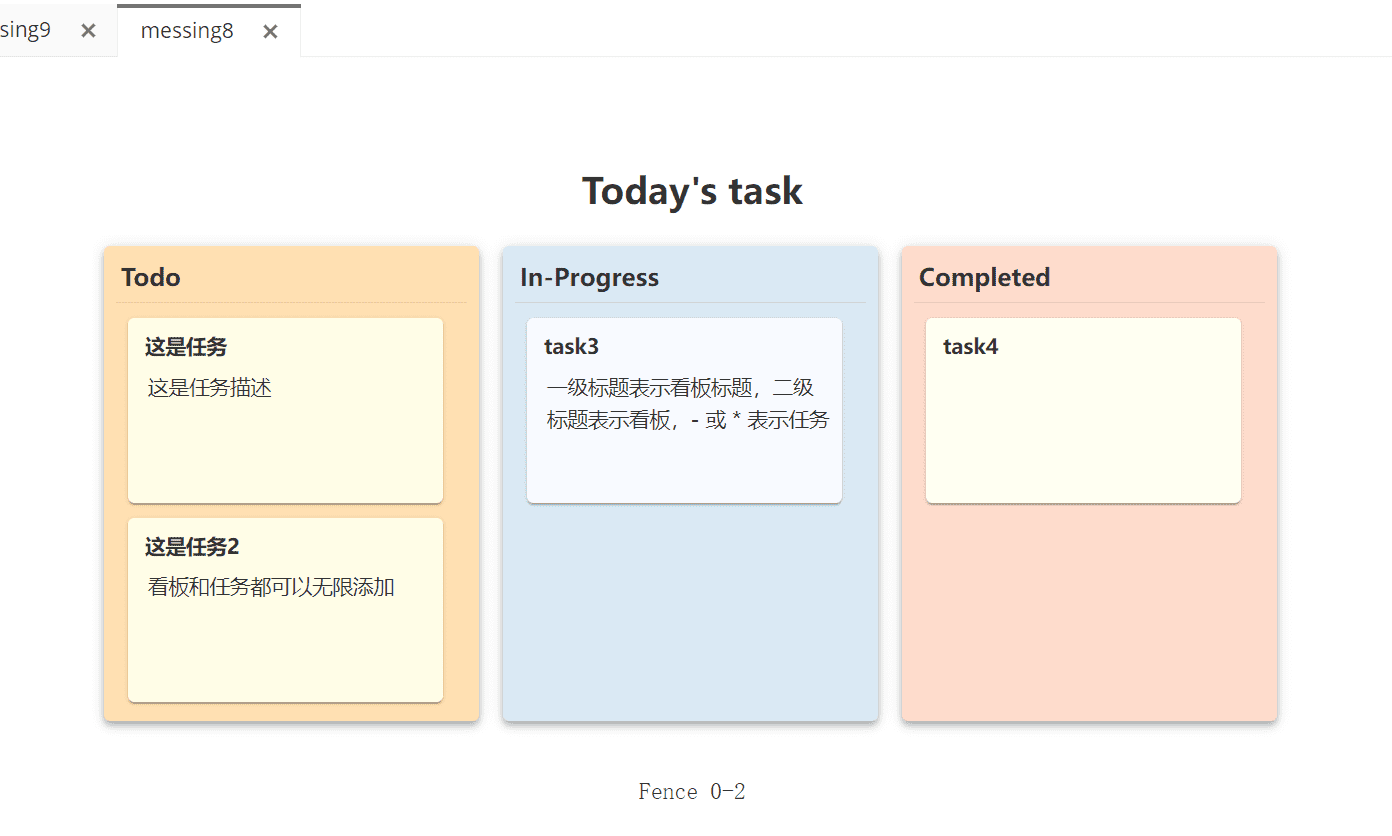 sing9
messing8
Today's task
Todo
这是任务
这是任务描述
这是任务2
看板和任务都可以无限添加
In-Progress
task3
一级标题表示看板标题，二级
标题表示看板，- 或 * 表示任务
Completed
task4
Fence 0-2